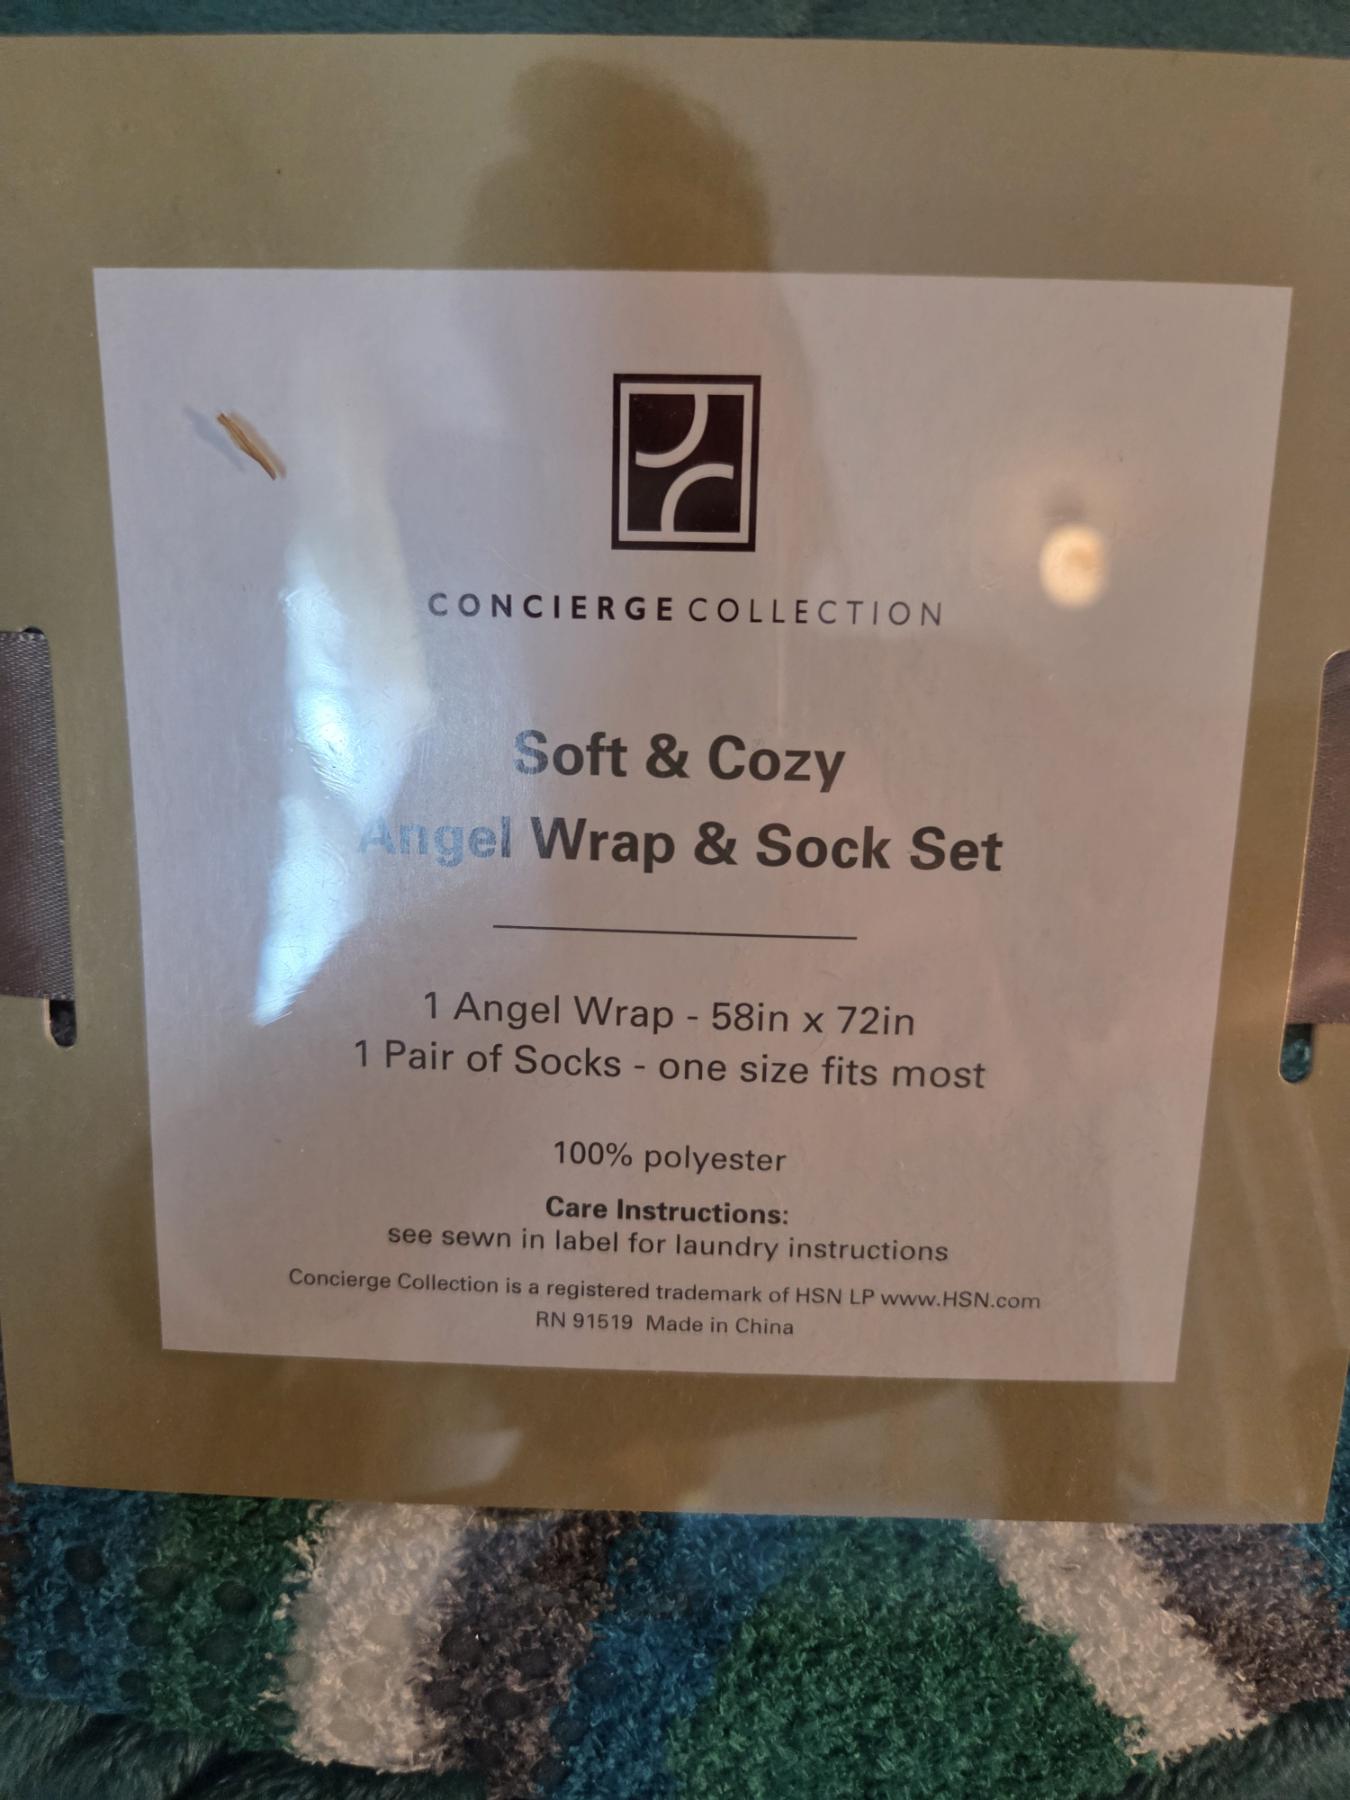 CONCIERGE COLLECTION
Soft & Cozy
Angel Wrap & Sock Set
1 Angel Wrap - 58in x 72in
1 Pair of Socks - one size fits most
100% polyester
Care Instructions:
see sewn in label for laundry instructions
Concierge Collection is a registered trademark of HSN LP www.HSN.com
RN 91519 Made in China